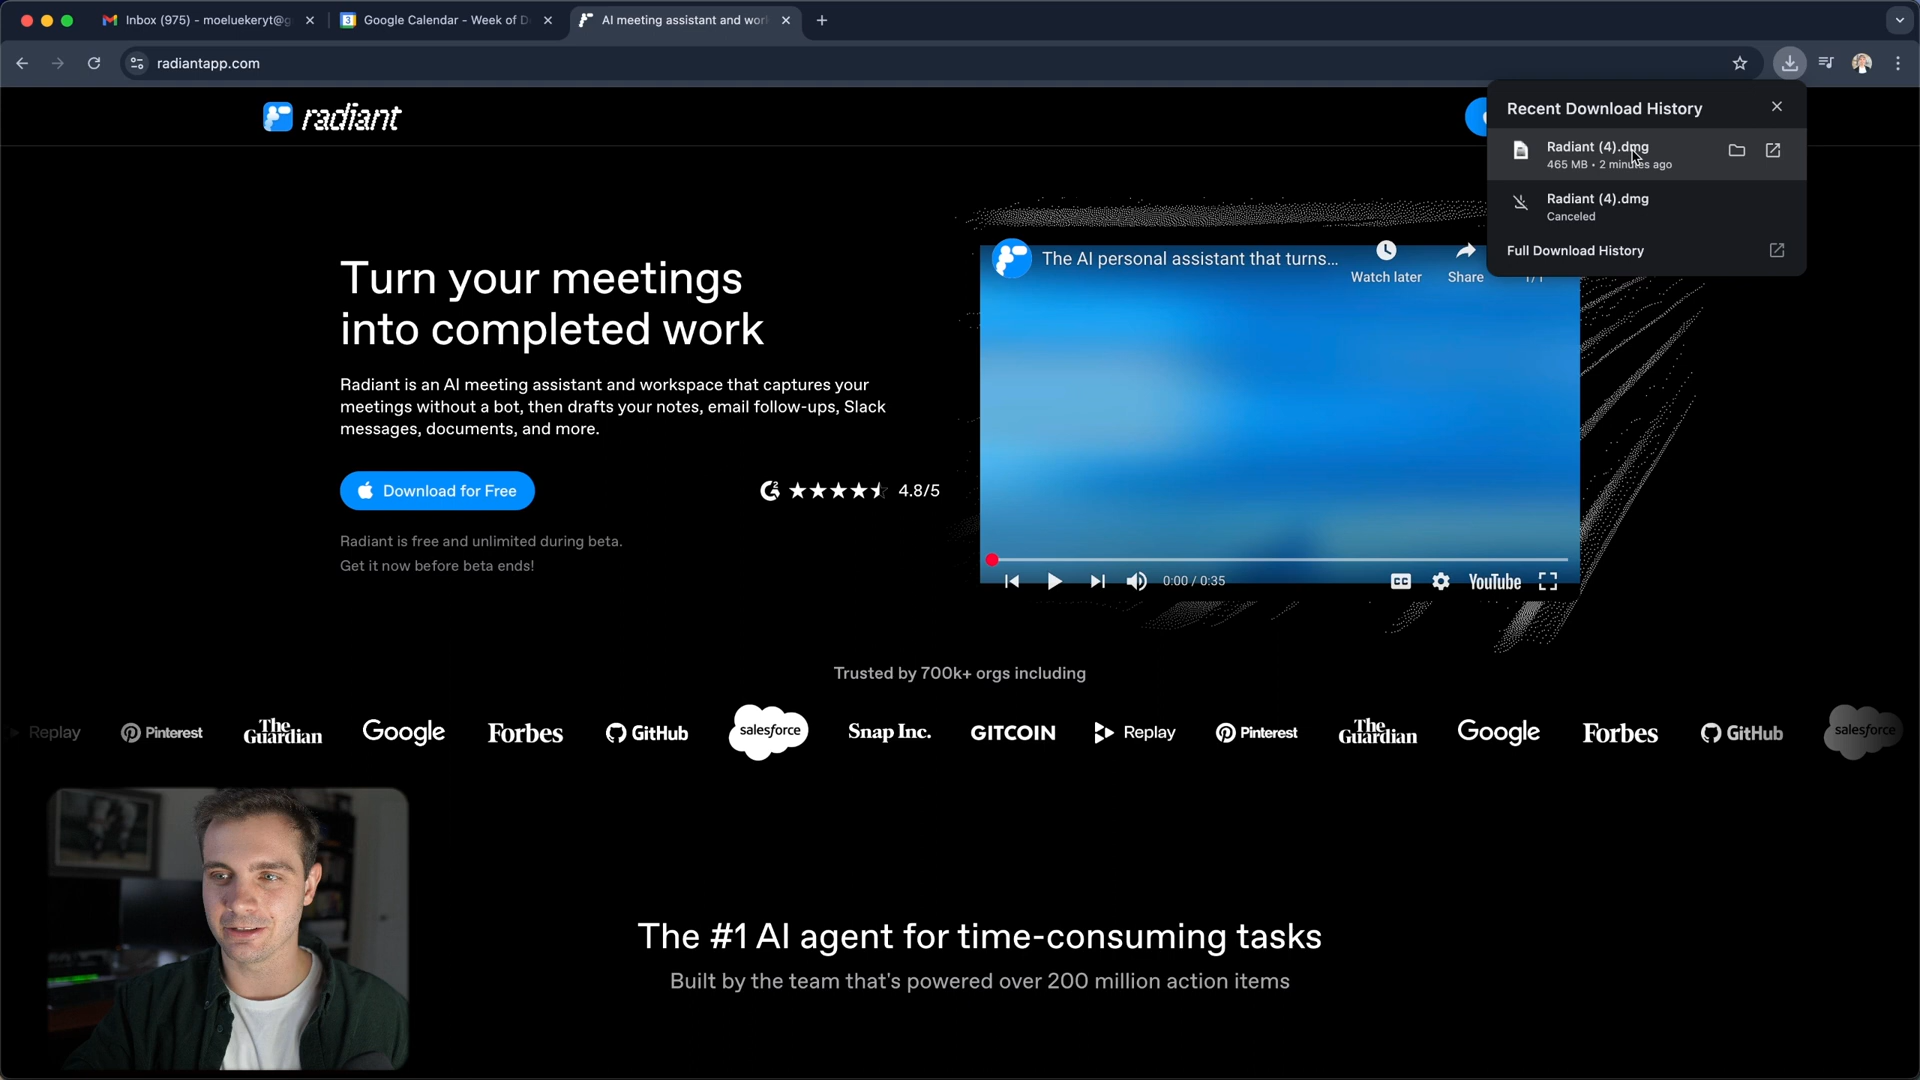 Inbox (975) - moeluekeryt@g
Google Calendar - Week of D
AI meeting assistant and wor
radiantapp.com
radiant
Recent Download History
Radiant (4).dmg
465 MB • 2 minutes ago
Radiant (4).dmg
Canceled
Full Download History
Turn your meetings
into completed work
Radiant is an AI meeting assistant and workspace that captures your
meetings without a bot, then drafts your notes, email follow-ups, Slack
messages, documents, and more.
Download for Free
4.8/5
Radiant is free and unlimited during beta.
Get it now before beta ends!
The AI personal assistant that turns...
Watch later
Share
1/1
0:00 / 0:35
CC
YouTube
Trusted by 700k+ orgs including
Replay Pinterest The Guardian Google Forbes GitHub salesforce Snap Inc. GITCOIN Replay Pinterest The Guardian Google Forbes GitHub salesforce
The #1 AI agent for time-consuming tasks
Built by the team that's powered over 200 million action items